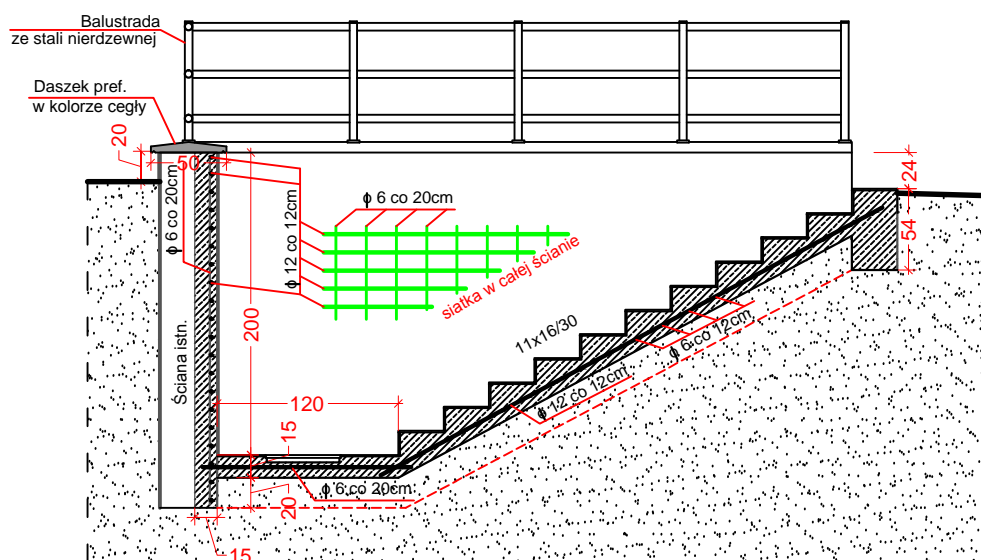 Balustrada
ze stali nierdzewnej
Daszek pref.
w kolorze cegły
20
50
24
54
ϕ 6 co 20cm
ϕ 6 co 20cm
ϕ 12 co 12cm
siatka w całej ścianie
200
Ściana istn.
11x16/30
ϕ 6 co 12cm
ϕ 12 co 12cm
120
15
ϕ 6 co 20cm
20
15